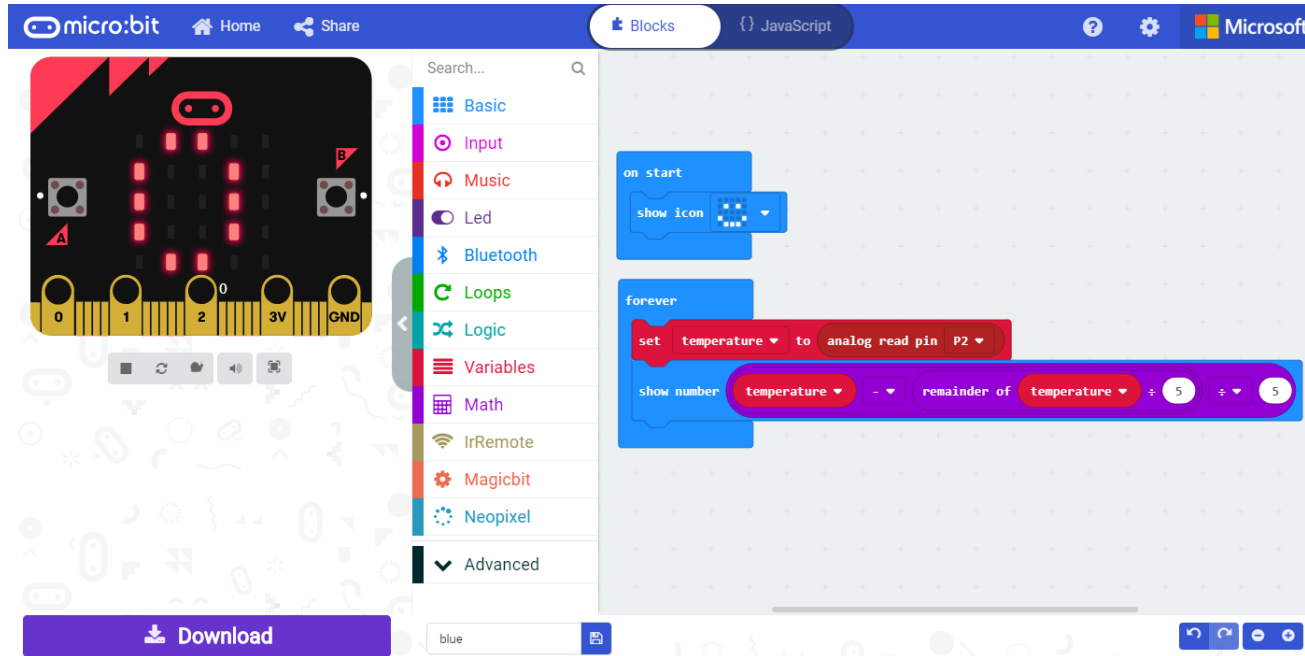 micro:bit Home Share Blocks {} JavaScript ? Microsoft
Search...
Basic
Input
Music
Led
Bluetooth
Loops
Logic
Variables
Math
IrRemote
Magicbit
Neopixel
Advanced
B
A
0
0 1 2 3V GND
Download
on start
show icon
forever
set temperature to analog read pin P2
show number temperature - remainder of temperature ÷ 5 ÷ 5
blue